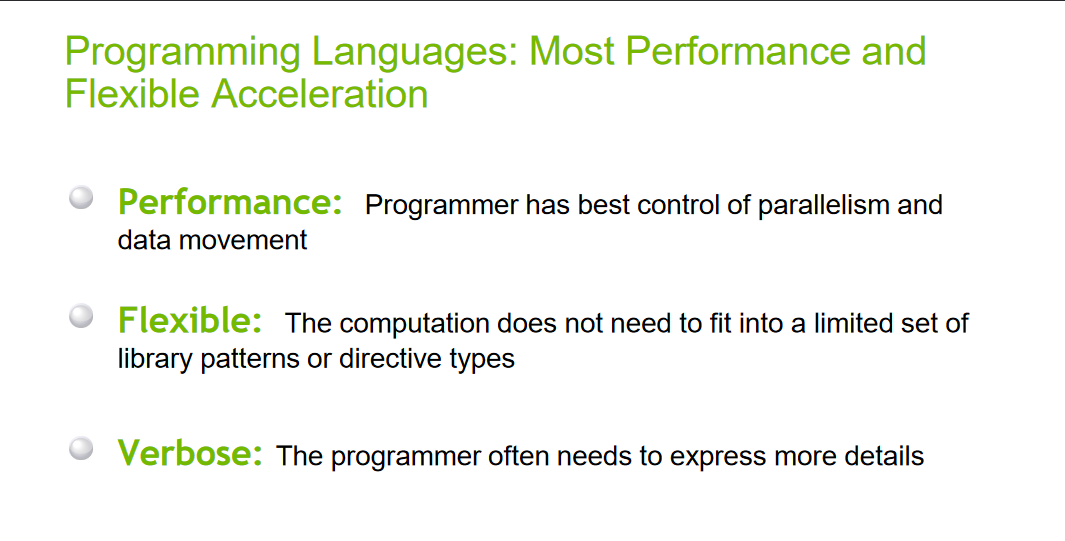 Programming Languages: Most Performance and
Flexible Acceleration
Performance: Programmer has best control of parallelism and
data movement
Flexible: The computation does not need to fit into a limited set of
library patterns or directive types
Verbose: The programmer often needs to express more details